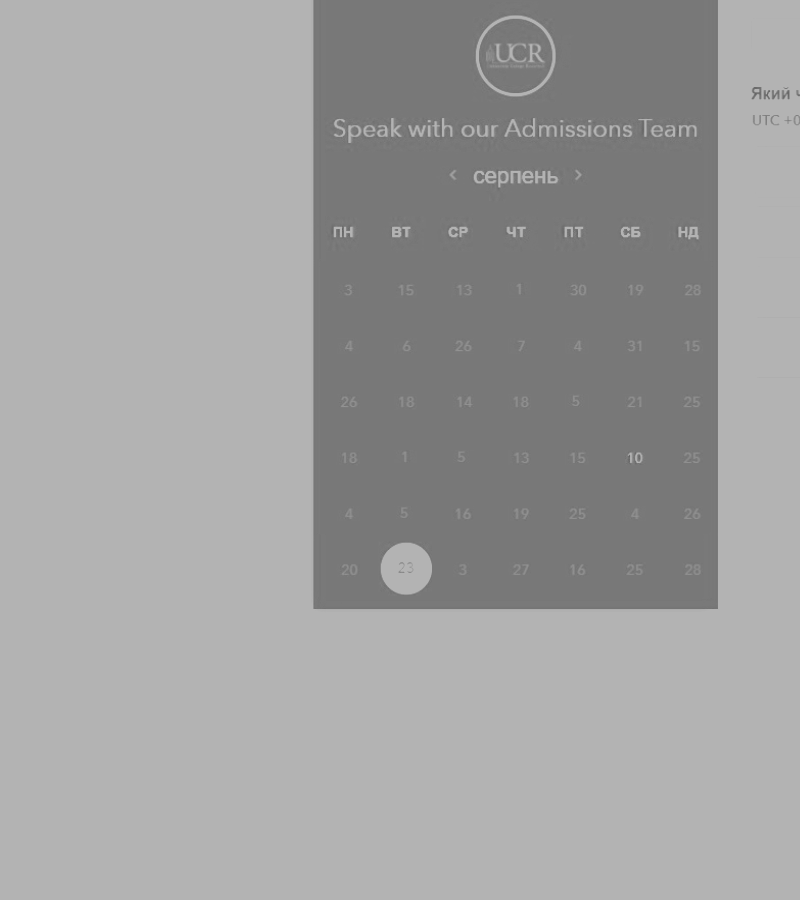 UCR
Speak with our Admissions Team
< серпень >
ПН ВТ СР ЧТ ПТ СБ НД
3 15 13 1 30 19 28
4 6 26 7 4 31 15
26 18 14 18 5 21 25
18 1 5 13 15 10 25
4 5 16 19 25 4 26
20 23 3 27 16 25 28
Який ч
UTC +0